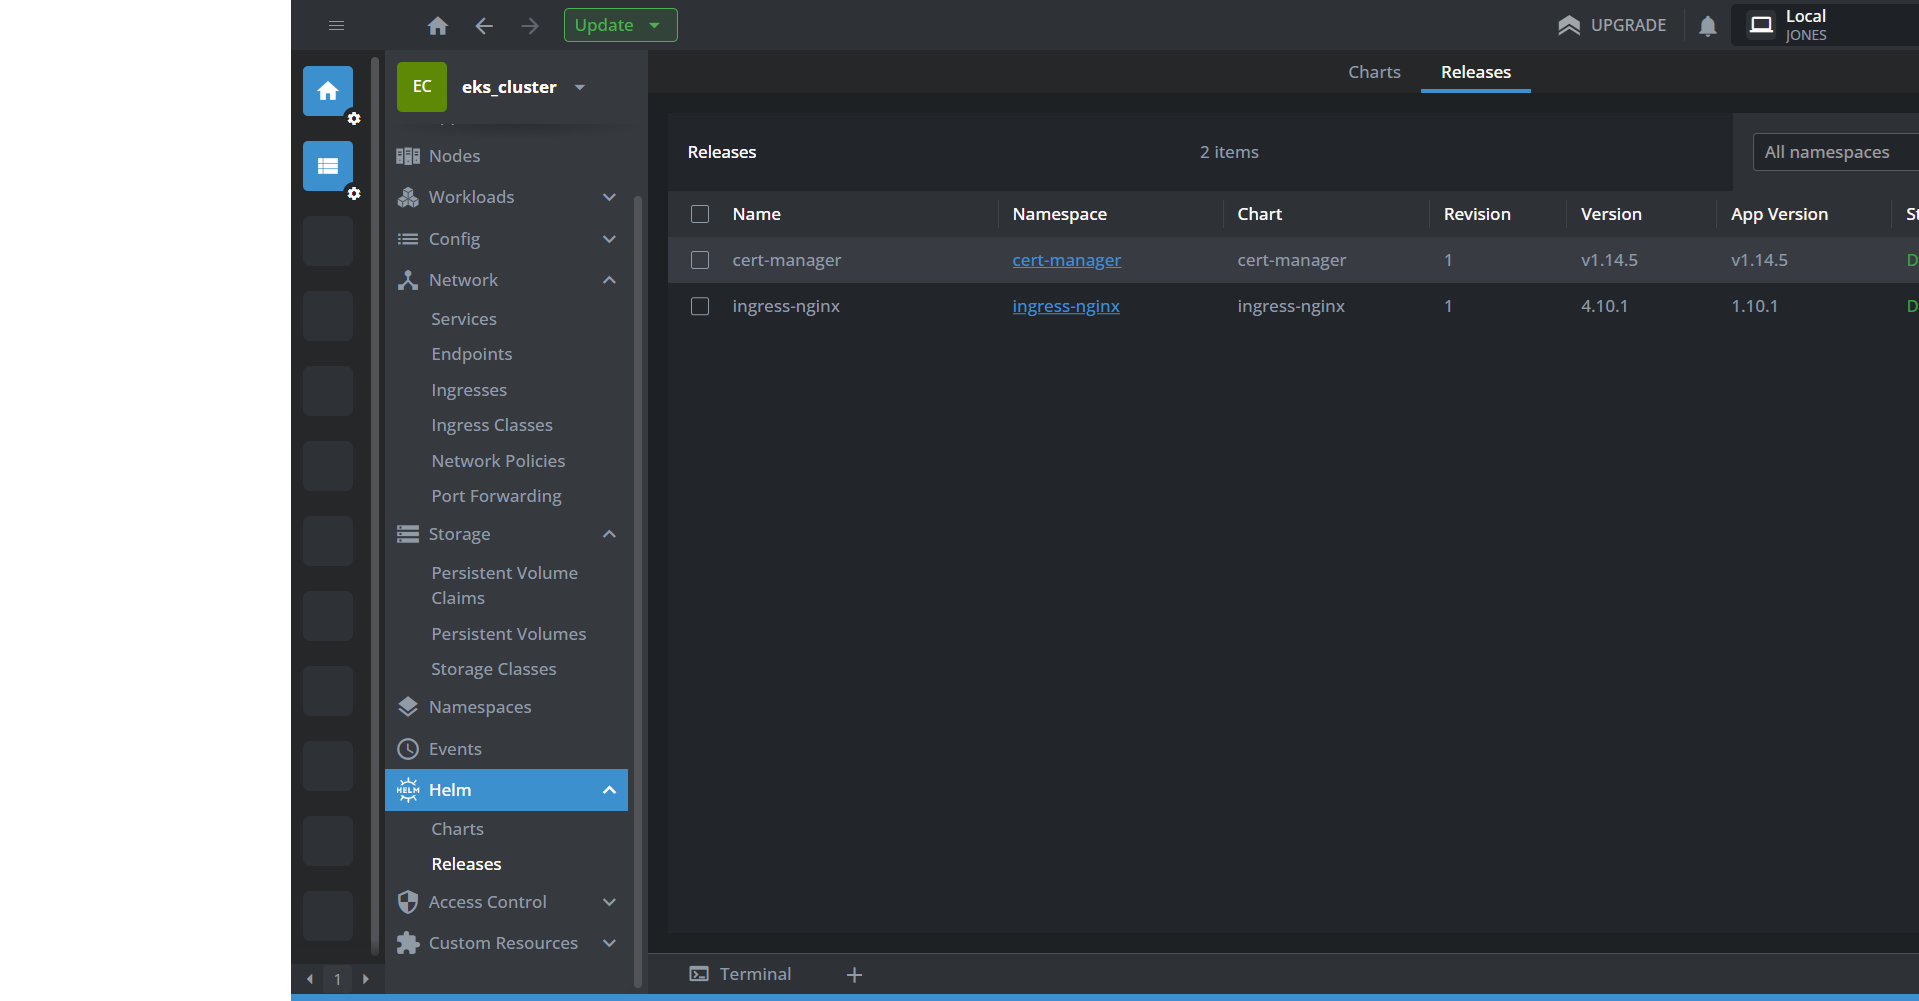 Update
UPGRADE
Local
JONES
EC
eks_cluster
Nodes
Workloads
Config
Network
Services
Endpoints
Ingresses
Ingress Classes
Network Policies
Port Forwarding
Storage
Persistent Volume
Claims
Persistent Volumes
Storage Classes
Namespaces
Events
HELM Helm
Charts
Releases
Access Control
Custom Resources
1
Charts Releases
Releases 2 items All namespaces
Name Namespace Chart Revision Version App Version
cert-manager cert-manager cert-manager 1 v1.14.5 v1.14.5
ingress-nginx ingress-nginx ingress-nginx 1 4.10.1 1.10.1
Terminal +